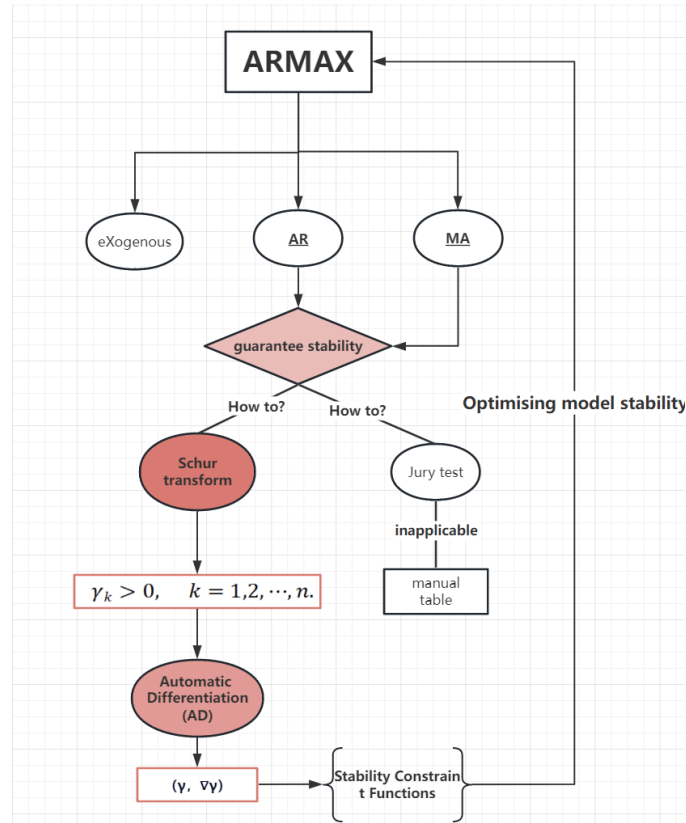 ARMAX
eXogenous
AR
MA
guarantee stability
How to?
How to?
Optimising model stability
Schur
transform
Jury test
inapplicable
γₖ > 0,    k = 1,2, ⋯, n.
manual
table
Automatic
Differentiation
(AD)
(γ, ∇γ)
Stability Constrain
t Functions